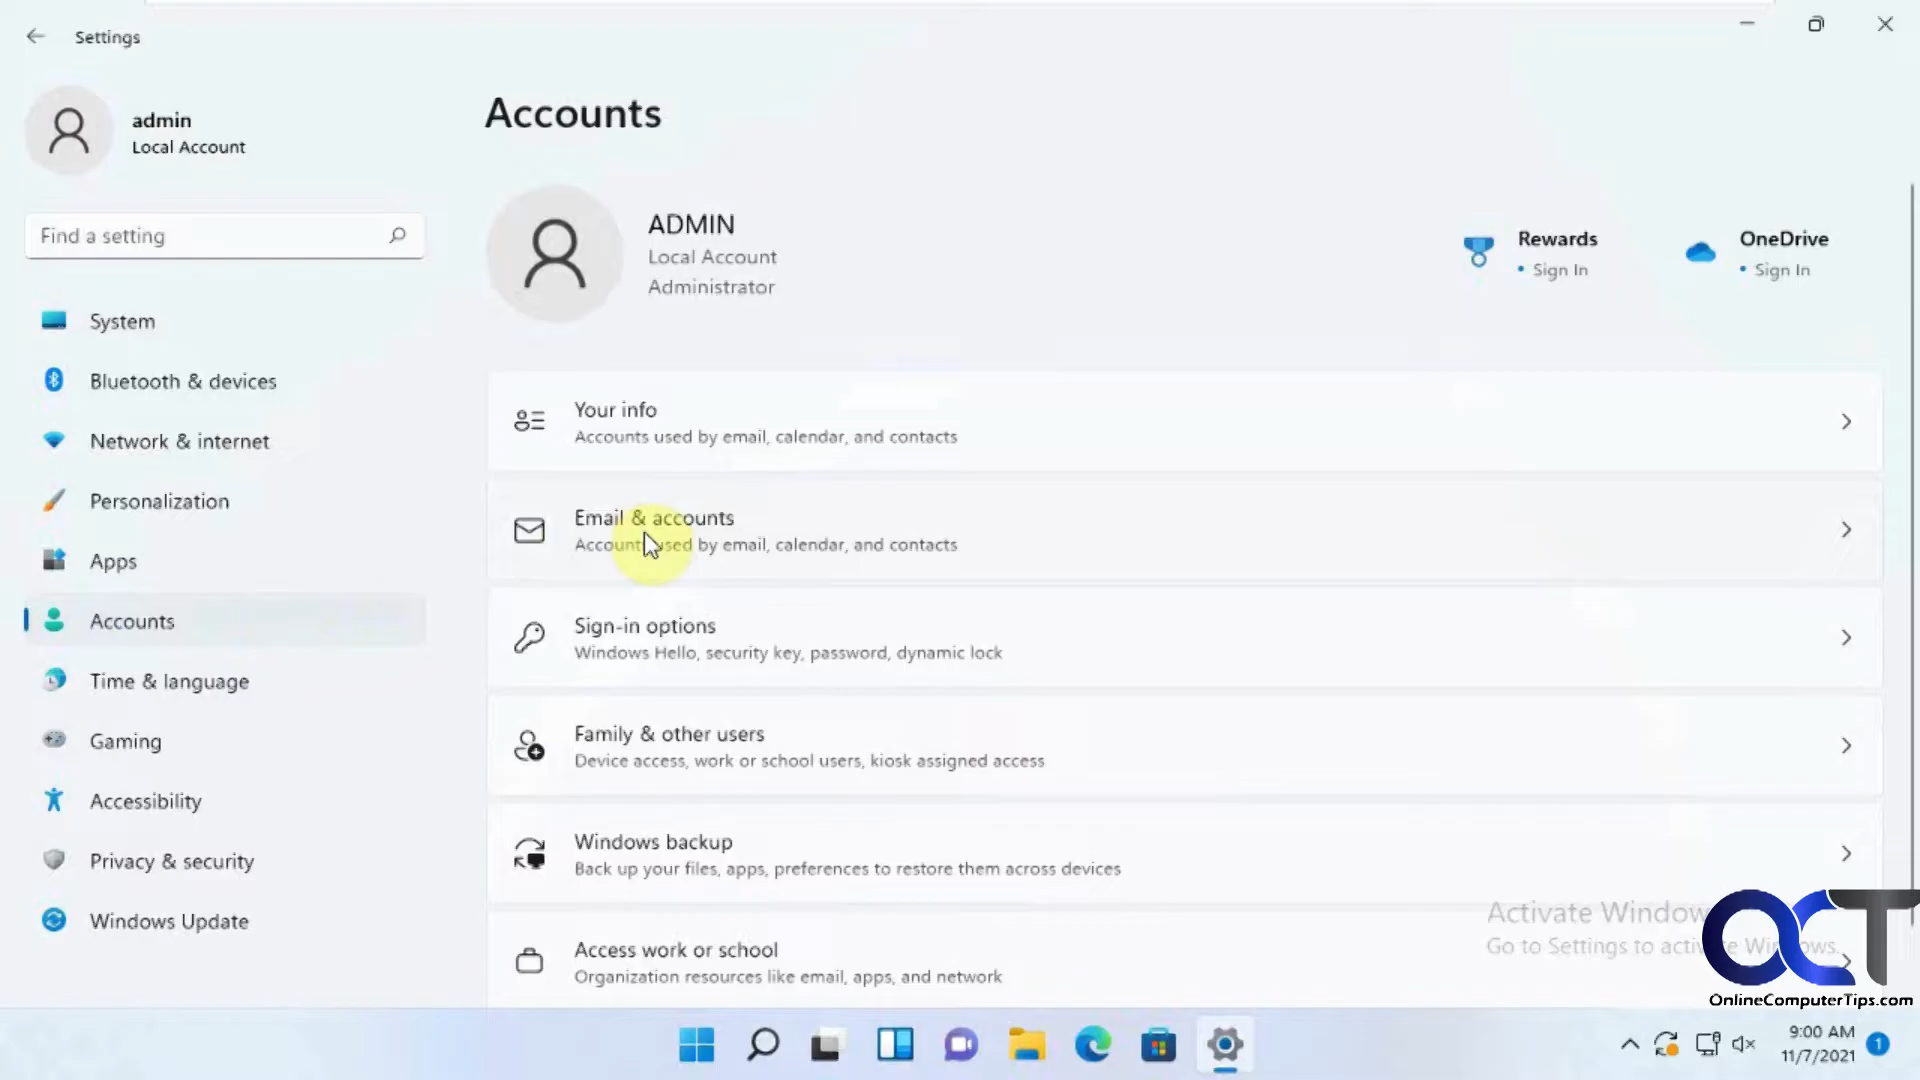 Settings
admin
Local Account
Find a setting
System
Bluetooth & devices
Network & internet
Personalization
Apps
Accounts
Time & language
Gaming
Accessibility
Privacy & security
Windows Update
Accounts
ADMIN
Local Account
Administrator
Rewards
• Sign In
OneDrive
• Sign In
Your info
Accounts used by email, calendar, and contacts
Email & accounts
Accounts used by email, calendar, and contacts
Sign-in options
Windows Hello, security key, password, dynamic lock
Family & other users
Device access, work or school users, kiosk assigned access
Windows backup
Back up your files, apps, preferences to restore them across devices
Access work or school
Organization resources like email, apps, and network
Activate Windows
Go to Settings to activate Windows.
OCT
OnlineComputerTips.com
9:00 AM
11/7/2021
1